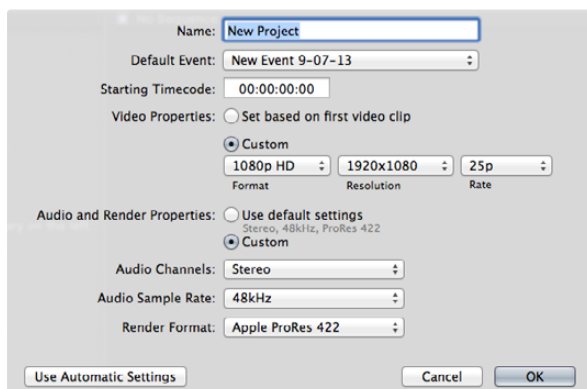 Name: New Project
Default Event: New Event 9-07-13
Starting Timecode: 00:00:00:00
Video Properties: Set based on first video clip
Custom
1080p HD 1920x1080 25p
Format Resolution Rate
Audio and Render Properties: Use default settings
Stereo, 48kHz, ProRes 422
Custom
Audio Channels: Stereo
Audio Sample Rate: 48kHz
Render Format: Apple ProRes 422
Use Automatic Settings Cancel OK